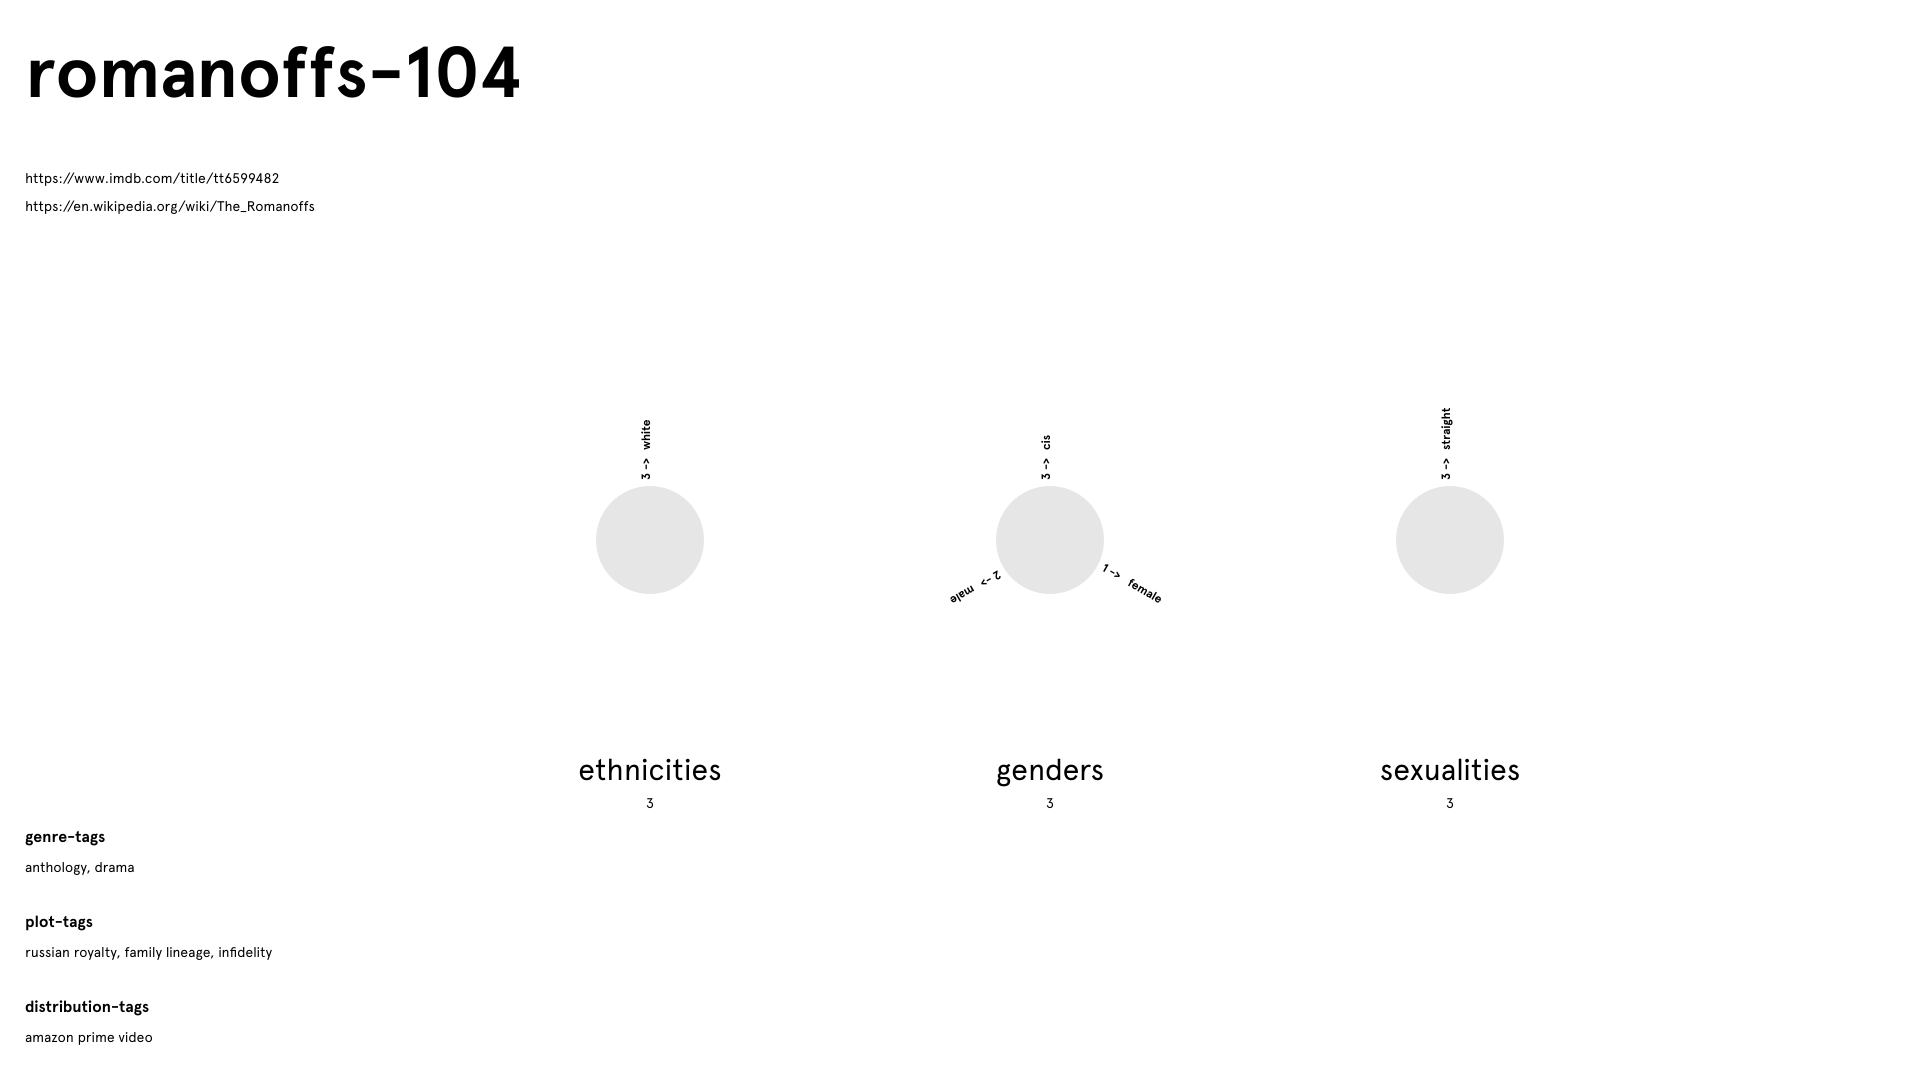 romanoffs-104
https://www.imdb.com/title/tt6599482
https://en.wikipedia.org/wiki/The_Romanoffs
3 -> white
3 -> cis
3 -> straight
2 -> male
1 -> female
ethnicities
3
genders
3
sexualities
3
genre-tags
anthology, drama
plot-tags
russian royalty, family lineage, infidelity
distribution-tags
amazon prime video